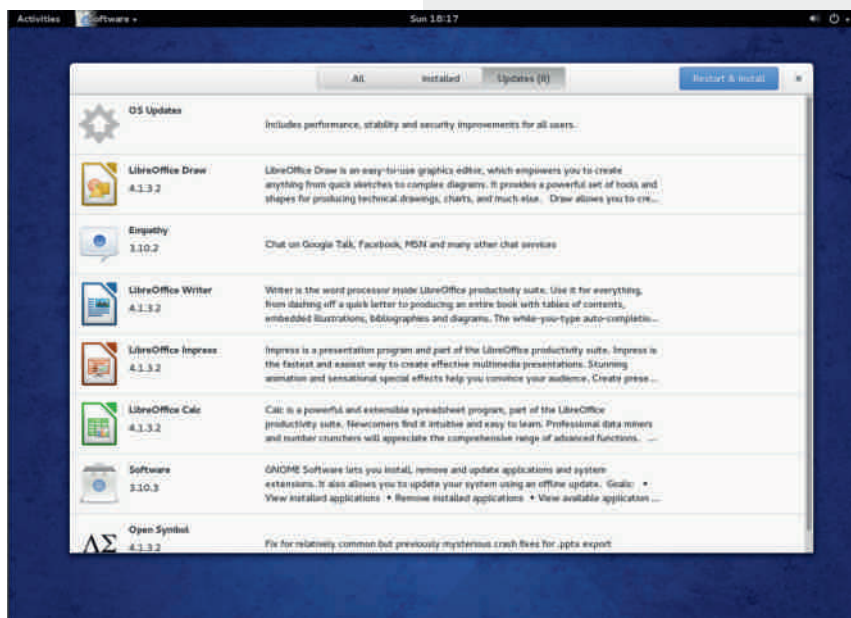 Activities Software Sun 18:17
All Installed Updates (8) Restart & Install ×
OS Updates
Includes performance, stability and security improvements for all users.
LibreOffice Draw
4.1.3.2
LibreOffice Draw is an easy-to-use graphics editor, which empowers you to create
anything from quick sketches to complex diagrams. It provides a powerful set of tools and
shapes for producing technical drawings, charts, and much else. Draw allows you to cre...
Empathy
3.10.2
Chat on Google Talk, Facebook, MSN and many other chat services
LibreOffice Writer
4.1.3.2
Writer is the word processor inside LibreOffice productivity suite. Use it for everything,
from dashing off a quick letter to producing an entire book with tables of contents,
embedded illustrations, bibliographies and diagrams. The while-you-type auto-completio...
LibreOffice Impress
4.1.3.2
Impress is a presentation program and part of the LibreOffice productivity suite. Impress is
the fastest and easiest way to create effective multimedia presentations. Stunning
animation and sensational special effects help you convince your audience. Create prese...
LibreOffice Calc
4.1.3.2
Calc is a powerful and extensible spreadsheet program, part of the LibreOffice
productivity suite. Newcomers find it intuitive and easy to learn. Professional data miners
and number crunchers will appreciate the comprehensive range of advanced functions. ...
Software
3.10.3
GNOME Software lets you install, remove and update applications and system
extensions. It also allows you to update your system using an offline update. Goals: •
View installed applications • Remove installed applications • View available application ...
Open Symbol
ΛΣ 4.1.3.2
Fix for relatively common but previously mysterious crash fixes for .pptx export